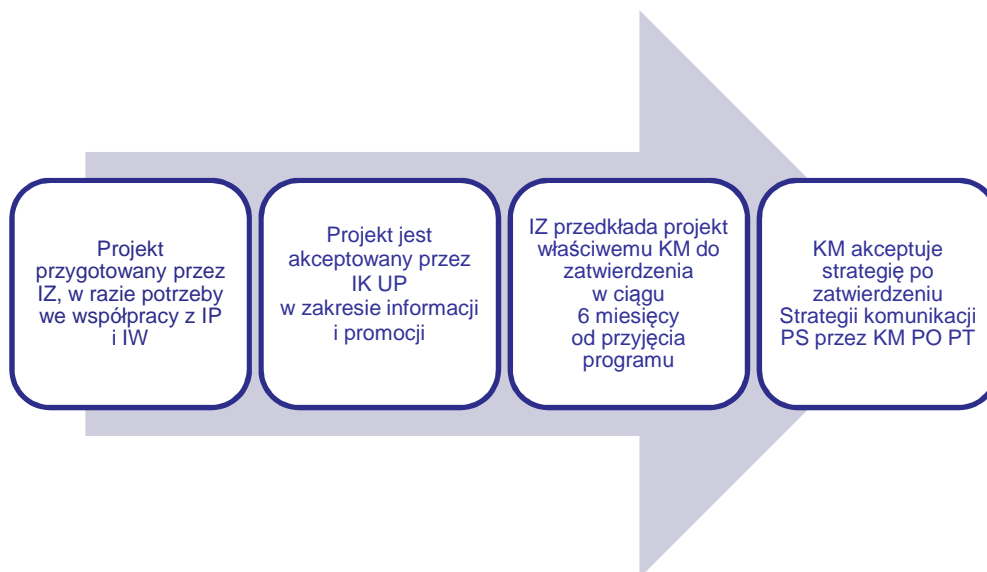 Projekt
przygotowany przez
IZ, w razie potrzeby
we współpracy z IP
i IW
Projekt jest
akceptowany przez
IK UP
w zakresie informacji
i promocji
IZ przedkłada projekt
właściwemu KM do
zatwierdzenia
w ciągu
6 miesięcy
od przyjęcia
programu
KM akceptuje
strategię po
zatwierdzeniu
Strategii komunikacji
PS przez KM PO PT